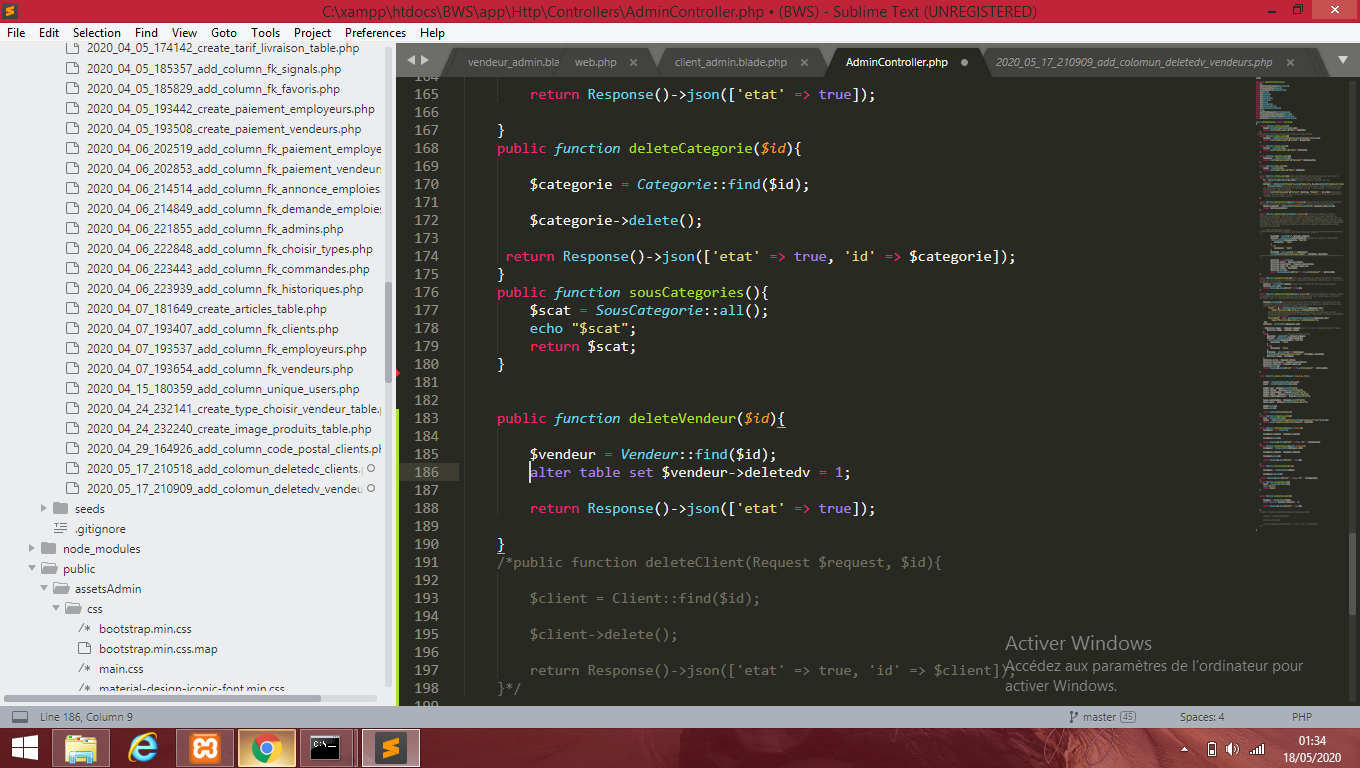 C:\xampp\htdocs\BWS\app\Http\Controllers\AdminController.php • (BWS) - Sublime Text (UNREGISTERED)
File Edit Selection Find View Goto Tools Project Preferences Help
2020_04_05_174142_create_tarif_livraison_table.php
2020_04_05_185357_add_column_fk_signals.php
2020_04_05_185829_add_column_fk_favoris.php
2020_04_05_193442_create_paiement_employeurs.php
2020_04_05_193508_create_paiement_vendeurs.php
2020_04_06_202519_add_column_fk_paiement_employe
2020_04_06_202853_add_column_fk_paiement_vendeurs
2020_04_06_214514_add_column_fk_annonce_emploies.
2020_04_06_214849_add_column_fk_demande_emploies
2020_04_06_221855_add_column_fk_admins.php
2020_04_06_222848_add_column_fk_choisir_types.php
2020_04_06_223443_add_column_fk_commandes.php
2020_04_06_223939_add_column_fk_historiques.php
2020_04_07_181649_create_articles_table.php
2020_04_07_193407_add_column_fk_clients.php
2020_04_07_193537_add_column_fk_employeurs.php
2020_04_07_193654_add_column_fk_vendeurs.php
2020_04_15_180359_add_column_unique_users.php
2020_04_24_232141_create_type_choisir_vendeur_table.
2020_04_24_232240_create_image_produits_table.php
2020_04_29_164926_add_column_code_postal_clients.ph
2020_05_17_210518_add_colomun_deletedc_clients.
2020_05_17_210909_add_colomun_deletedv_vendeu
seeds
.gitignore
node_modules
public
assetsAdmin
css
/* bootstrap.min.css
bootstrap.min.css.map
/* main.css
/* material-design-iconic-font.min.css
vendeur_admin.bla web.php × client_admin.blade.php × AdminController.php • 2020_05_17_210909_add_colomun_deletedv_vendeurs.php ×
164
165 return Response()->json(['etat' => true]);
166
167 }
168 public function deleteCategorie($id){
169
170 $categorie = Categorie::find($id);
171
172 $categorie->delete();
173
174 return Response()->json(['etat' => true, 'id' => $categorie]);
175 }
176 public function sousCategories(){
177 $scat = SousCategorie::all();
178 echo "$scat";
179 return $scat;
180 }
181
182
183 public function deleteVendeur($id){
184
185 $vendeur = Vendeur::find($id);
186 alter table set $vendeur->deletedv = 1;
187
188 return Response()->json(['etat' => true]);
189
190 }
191 /*public function deleteClient(Request $request, $id){
192
193 $client = Client::find($id);
194
195 $client->delete();
196
197 return Response()->json(['etat' => true, 'id' => $client]);
198 }*/
199
Activer Windows
Accédez aux paramètres de l'ordinateur pour
activer Windows.
Line 186, Column 9 master 45 Spaces: 4 PHP
01:34
18/05/2020